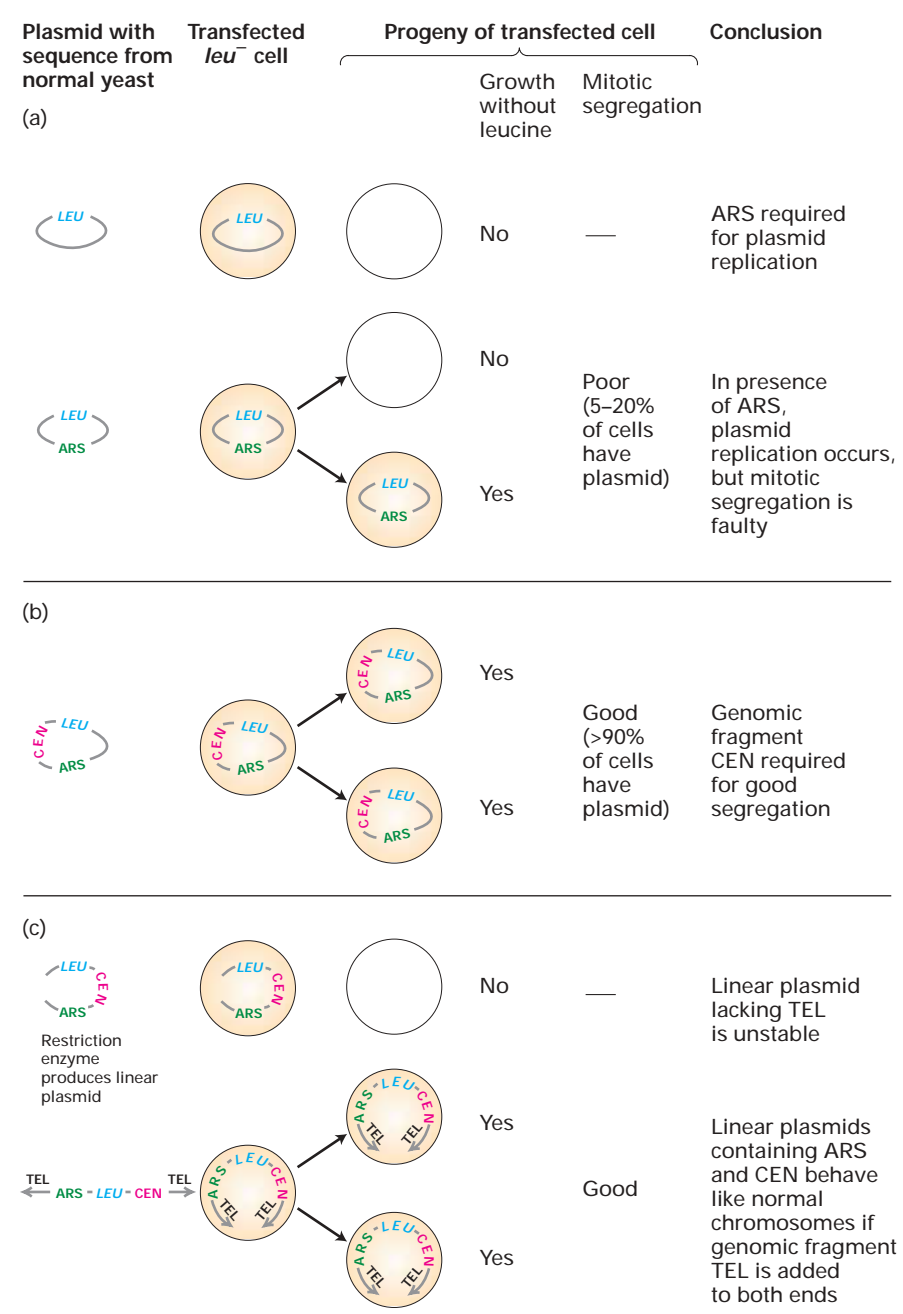 Plasmid with sequence from normal yeast
Transfected leu⁻ cell
Progeny of transfected cell
Conclusion
Growth without leucine
Mitotic segregation
(a)
LEU
LEU
No
—
ARS required for plasmid replication
LEU
ARS
LEU
ARS
No
LEU
ARS
Yes
Poor (5–20% of cells have plasmid)
In presence of ARS, plasmid replication occurs, but mitotic segregation is faulty
(b)
CEN
LEU
ARS
CEN
LEU
ARS
CEN
LEU
ARS
Yes
CEN
LEU
ARS
Yes
Good (>90% of cells have plasmid)
Genomic fragment CEN required for good segregation
(c)
LEU
CEN
ARS
Restriction enzyme produces linear plasmid
LEU
CEN
ARS
No
—
Linear plasmid lacking TEL is unstable
TEL
ARS
LEU
CEN
TEL
ARS
LEU
CEN
TEL
TEL
ARS
LEU
CEN
TEL
TEL
Yes
ARS
LEU
CEN
TEL
TEL
Yes
Good
Linear plasmids containing ARS and CEN behave like normal chromosomes if genomic fragment TEL is added to both ends